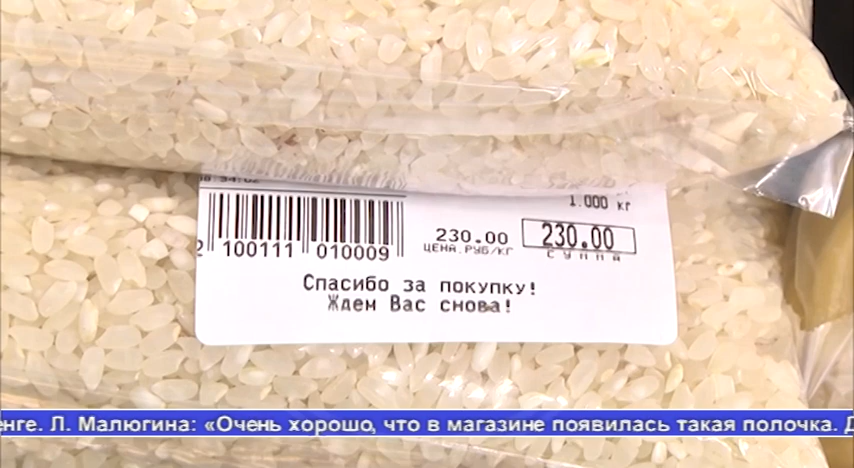 1.000 кг
2 100111 010009
230.00
230.00
ЦЕНА.РУБ/КГ
СУММА
Спасибо за покупку!
Ждем Вас снова!
енге. Л. Малюгина: «Очень хорошо, что в магазине появилась такая полочка. Д